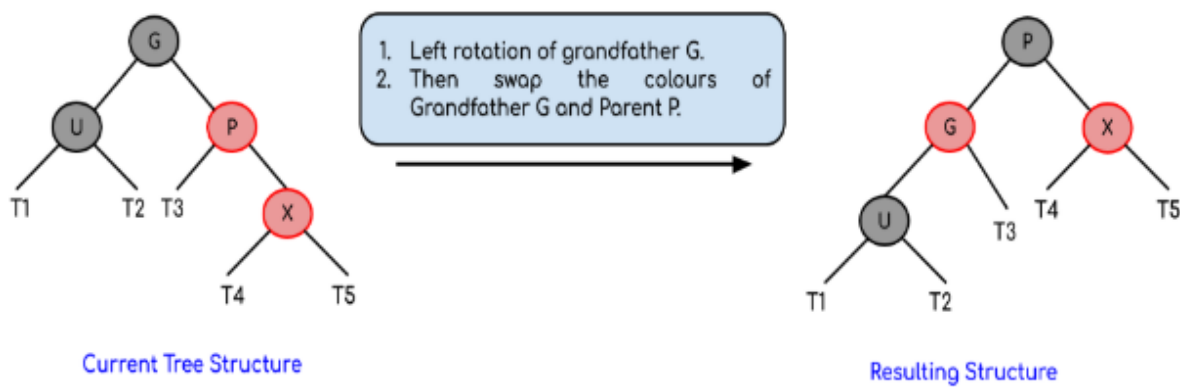 G
U
P
T1
T2
T3
X
T4
T5
Current Tree Structure
1. Left rotation of grandfather G.
2. Then swap the colours of
Grandfather G and Parent P.
P
G
X
U
T3
T4
T5
T1
T2
Resulting Structure